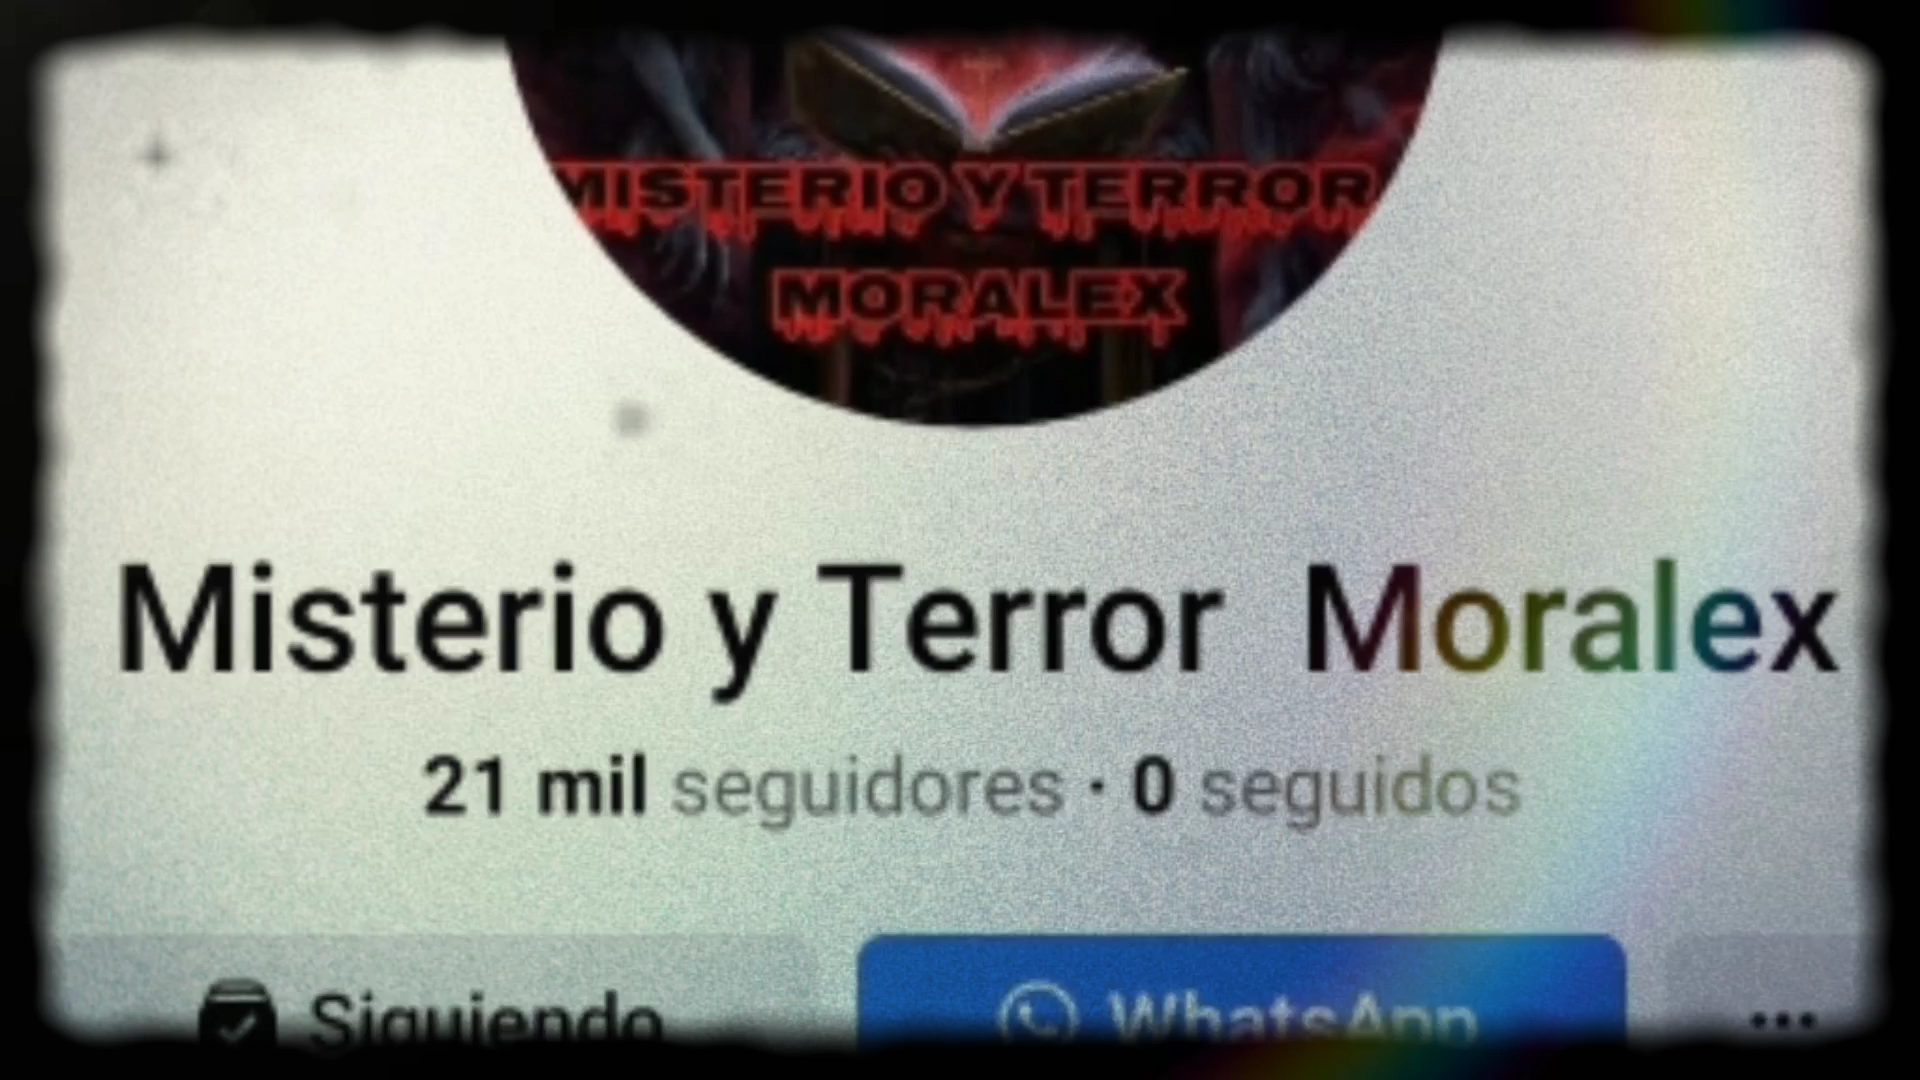 MISTERIO Y TERROR
MORALEX
Misterio y Terror Moralex
21 mil seguidores · 0 seguidos
Siguiendo
WhatsApp